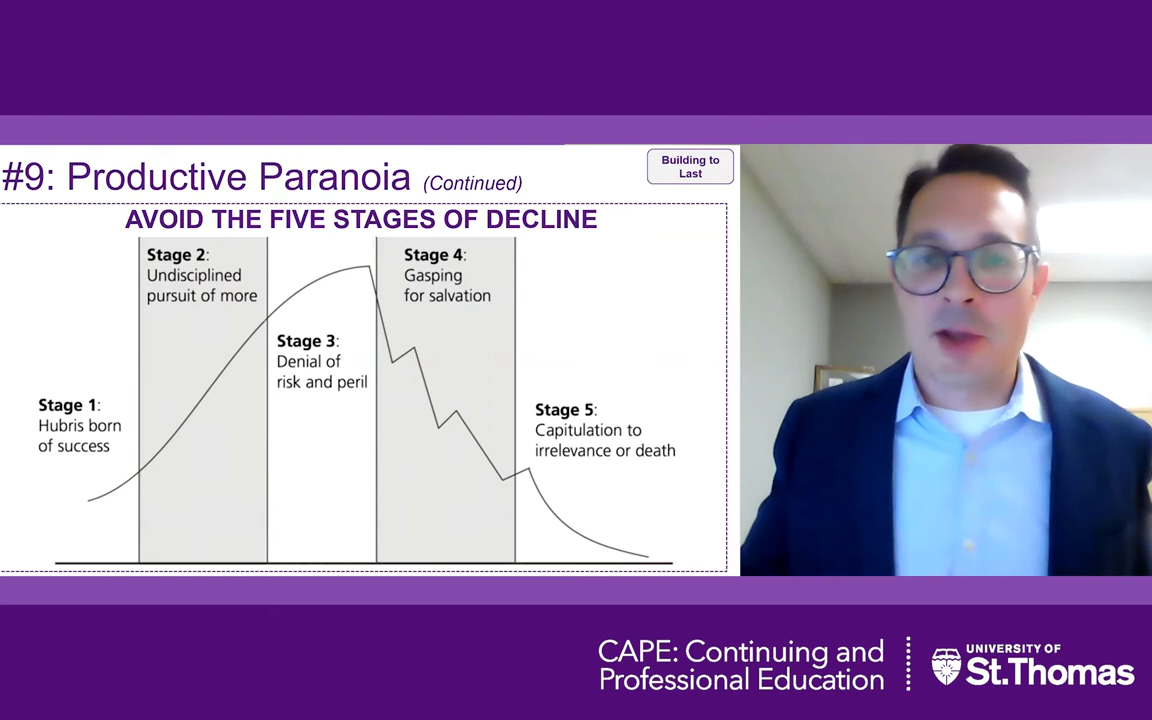 #9: Productive Paranoia (Continued)
Building to
Last
AVOID THE FIVE STAGES OF DECLINE
Stage 1:
Hubris born
of success
Stage 2:
Undisciplined
pursuit of more
Stage 3:
Denial of
risk and peril
Stage 4:
Gasping
for salvation
Stage 5:
Capitulation to
irrelevance or death
CAPE: Continuing and
Professional Education
UNIVERSITY OF
St.Thomas